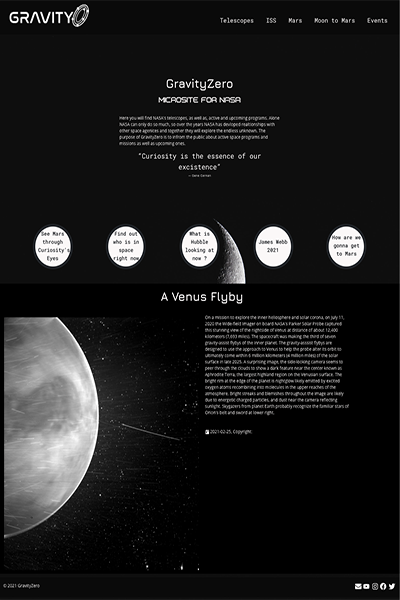 GRAVITY
Telescopes ISS Mars Moon to Mars Events
GravityZero
MICROSITE FOR NASA
Here you will find NASA's telescopes, as well as, active and upcoming programs. Alone
NASA can only do so much, so over the years NASA has devloped realtionships with
other space agencies and together they will explore the endless unknown. The
purpose of GravityZero is to infrom the public about active space programs and
missions as well as upcoming ones.
"Curiosity is the essence of our
excistence"
~ Gene Cernan
See Mars
through
Curiosity's
Eyes
Find out
who is in
space
right now
What is
Hubble
looking at
now ?
James Webb
2021
How are we
gonna get
to Mars
A Venus Flyby
On a mission to explore the inner heliosphere and solar corona, on July 11,
2020 the Wide-field Imager on board NASA's Parker Solar Probe captured
this stunning view of the nightside of Venus at distance of about 12,400
kilometers (7,693 miles). The spacecraft was making the third of seven
gravity-assist flybys of the inner planet. The gravity-assist flybys are
designed to use the approach to Venus to help the probe alter its orbit to
ultimately come within 6 million kilometers (4 million miles) of the solar
surface in late 2025. A surprising image, the side-looking camera seems to
peer through the clouds to show a dark feature near the center known as
Aphrodite Terra, the largest highland region on the Venusian surface. The
bright rim at the edge of the planet is nightglow likely emitted by excited
oxygen atoms recombining into molecules in the upper reaches of the
atmosphere. Bright streaks and blemishes throughout the image are likely
due to energetic charged particles, and dust near the camera reflecting
sunlight. Skygazers from planet Earth probably recognize the familiar stars of
Orion's belt and sword at lower right.
2021-02-25, Copyright:
© 2021 GravityZero